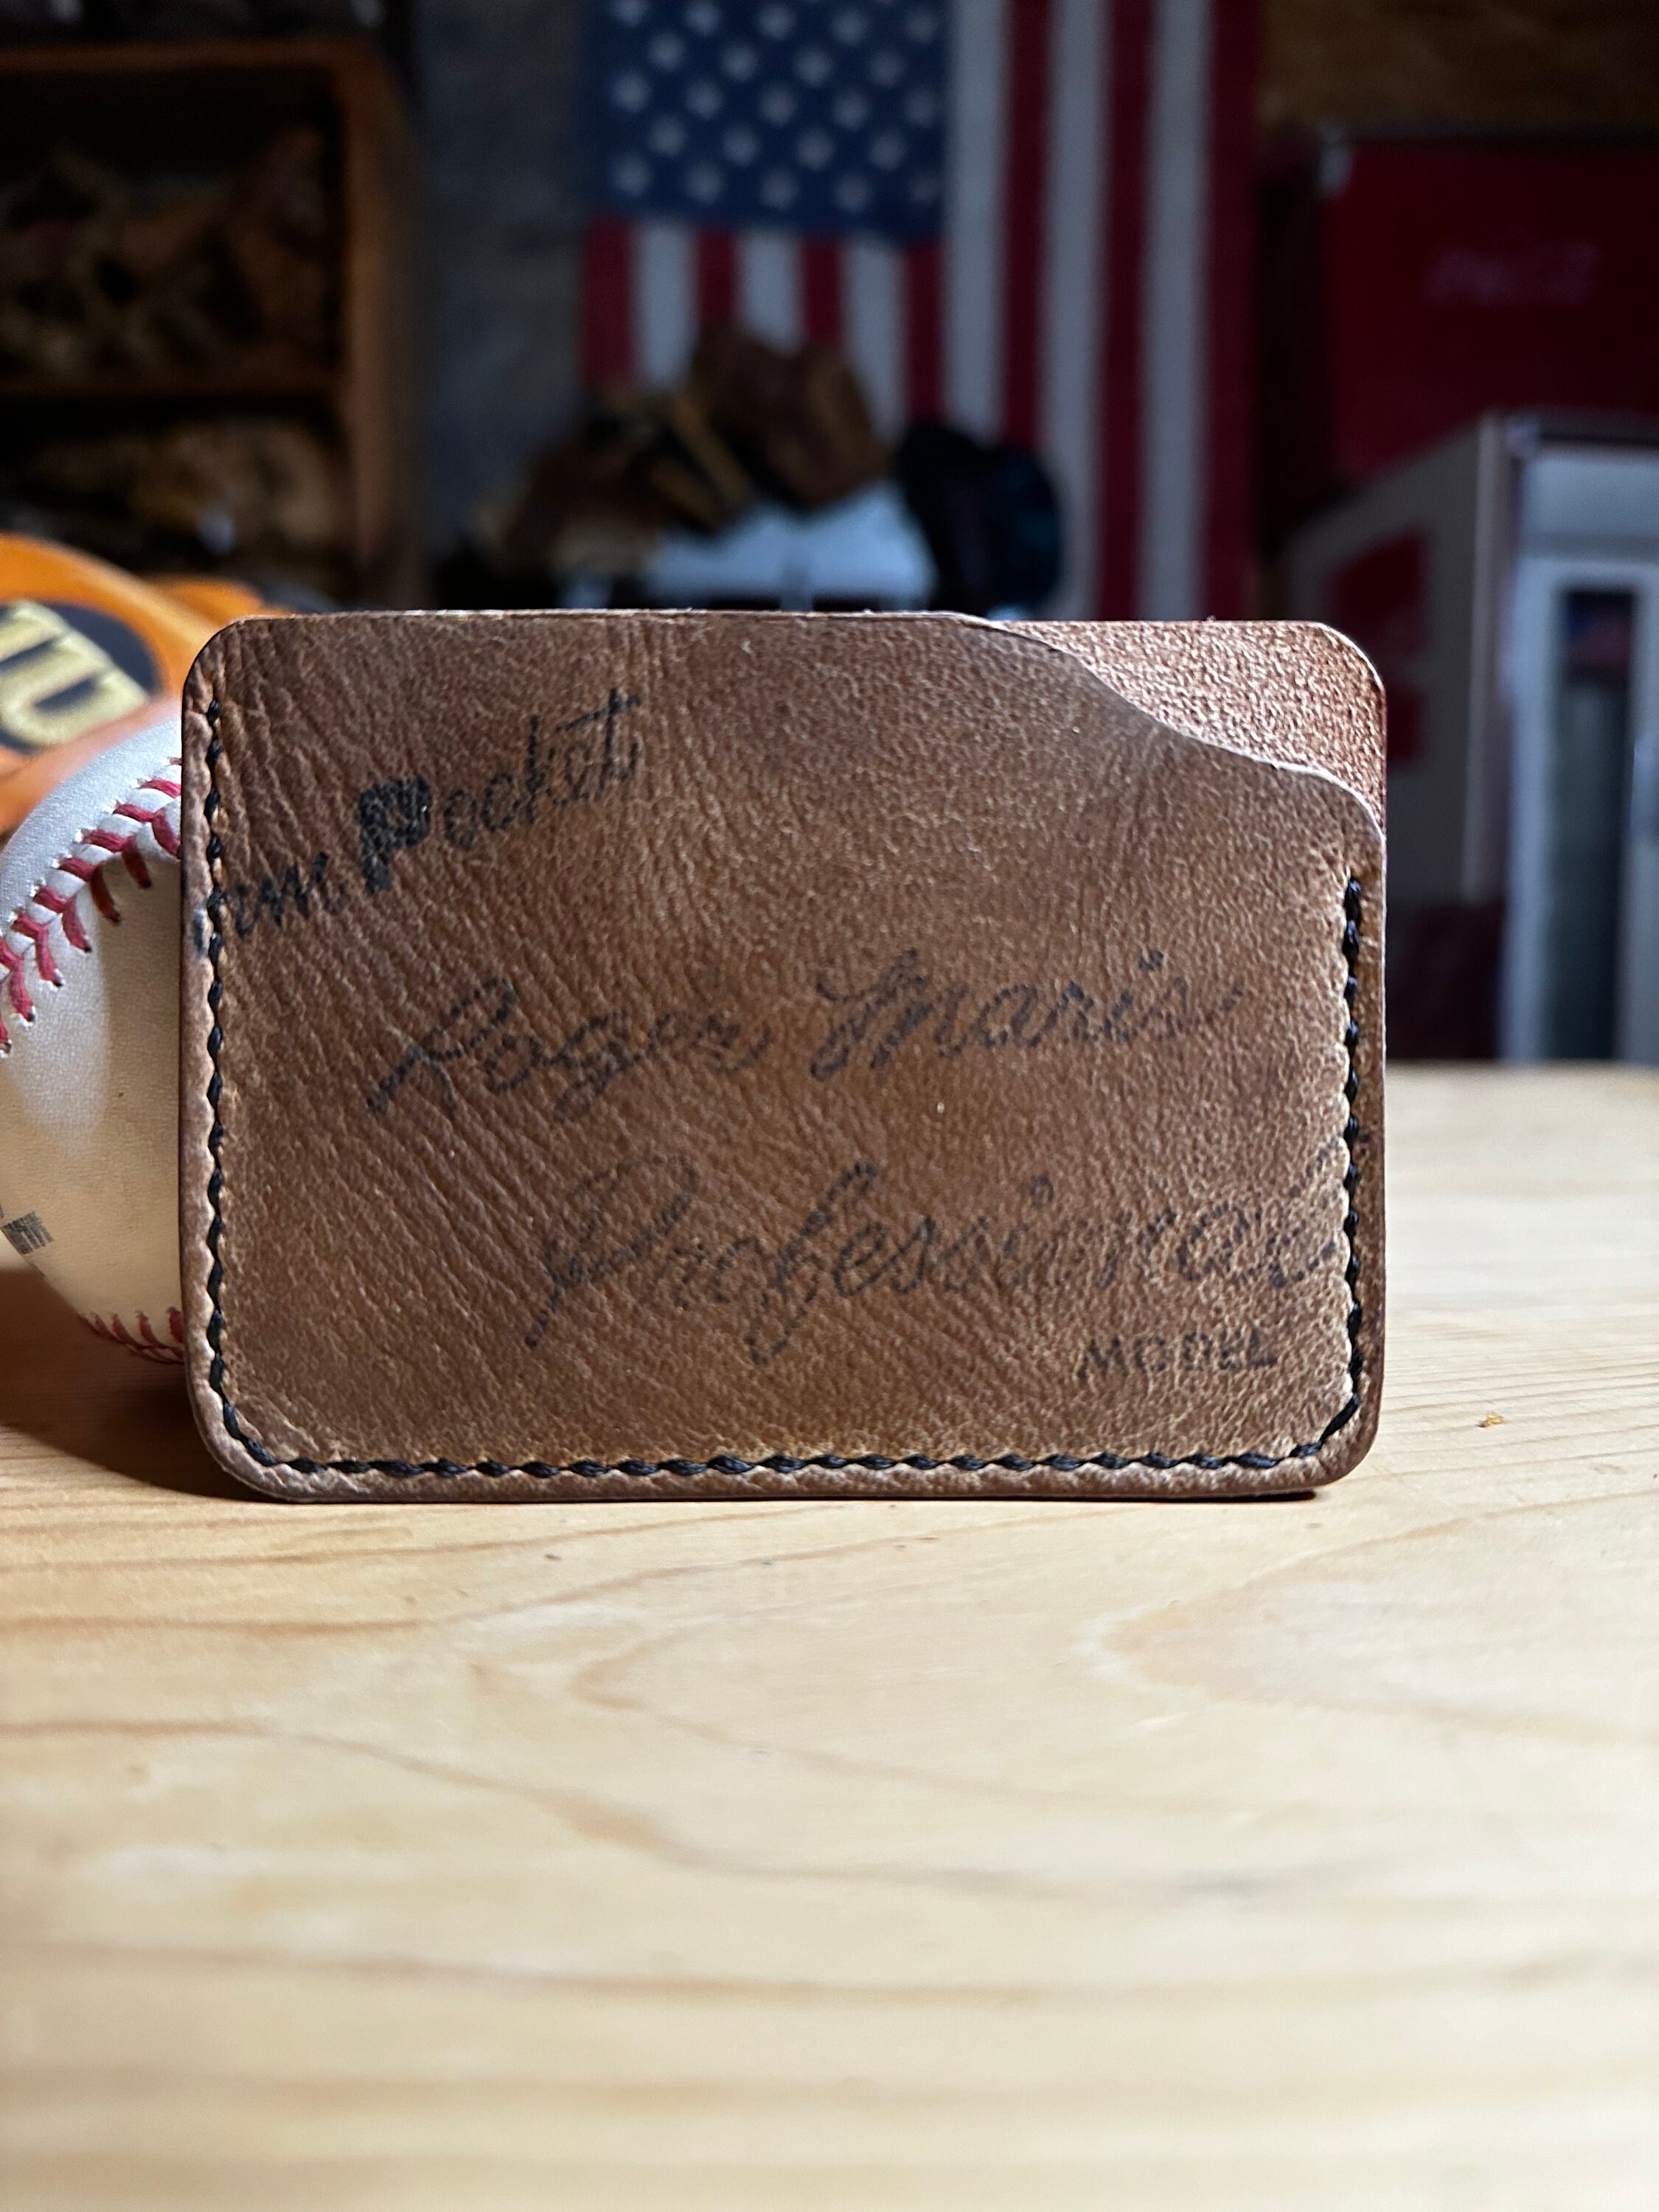 Pocket
Roger Maris
Professional
MODEL